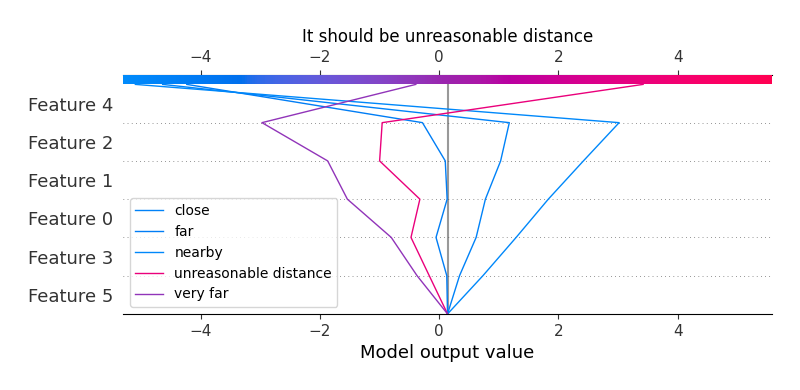 It should be unreasonable distance
−4 −2 0 2 4
Feature 4
Feature 2
Feature 1
Feature 0
Feature 3
Feature 5
close
far
nearby
unreasonable distance
very far
−4 −2 0 2 4
Model output value